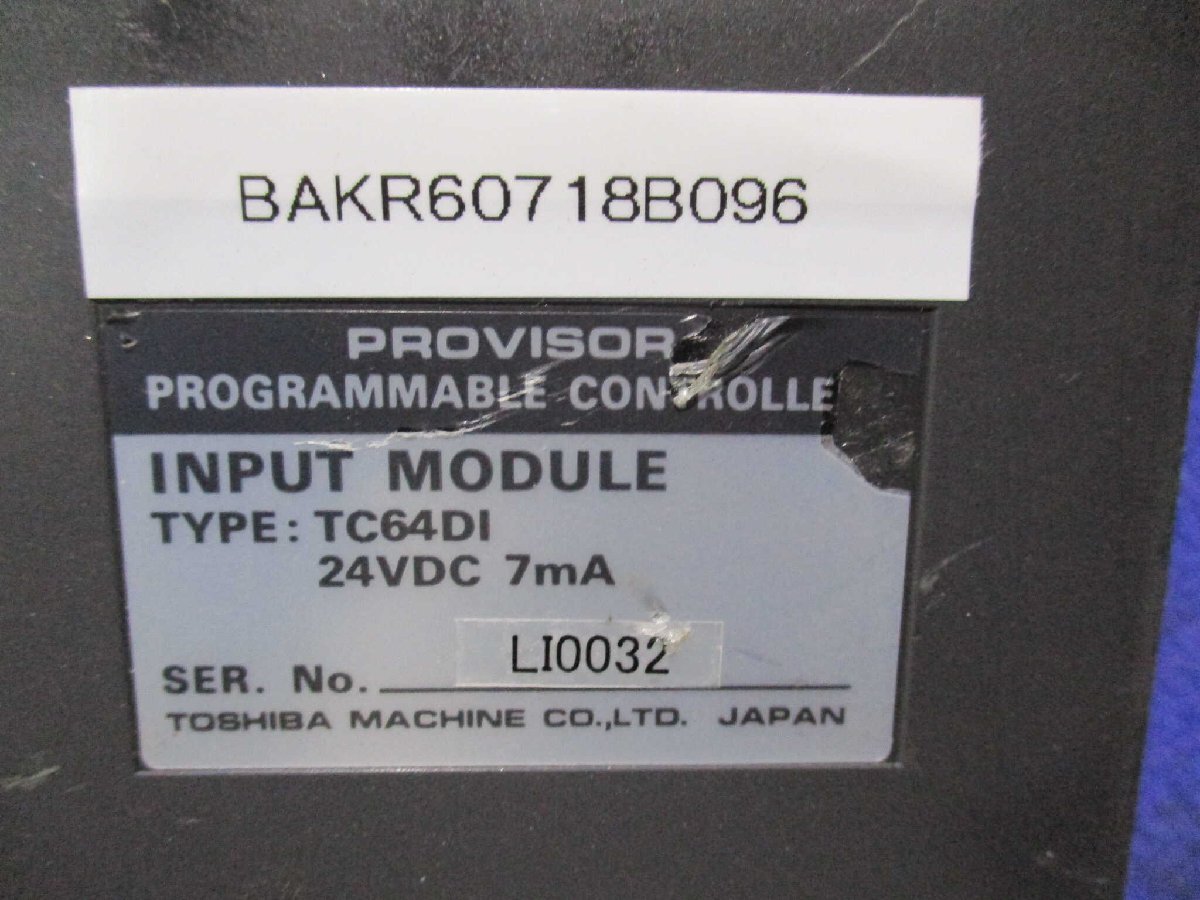 BAKR60718B096
PROVISOR
PROGRAMMABLE CONTROLLE
INPUT MODULE
TYPE: TC64DI
24VDC 7mA
LI0032
SER. No.
TOSHIBA MACHINE CO.,LTD. JAPAN